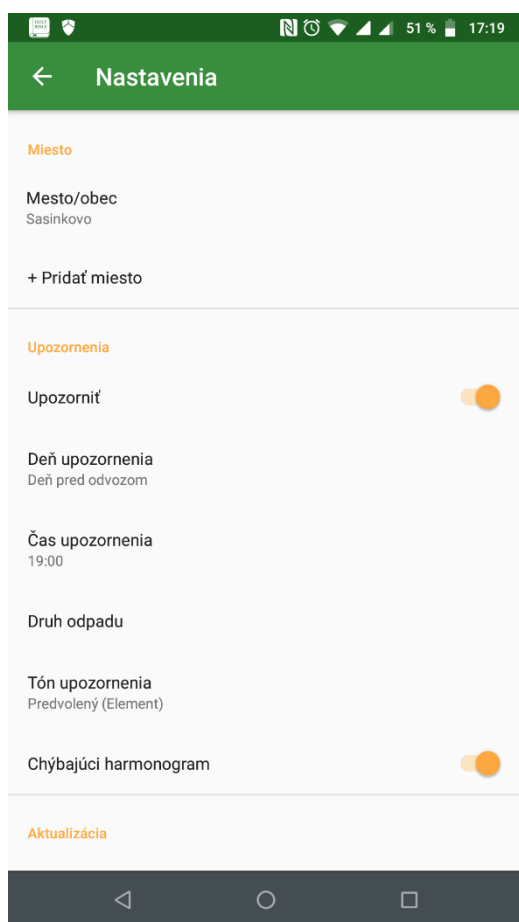 51 % 17:19
Nastavenia
Miesto
Mesto/obec
Sasinkovo
+ Pridať miesto
Upozornenia
Upozorniť
Deň upozornenia
Deň pred odvozom
Čas upozornenia
19:00
Druh odpadu
Tón upozornenia
Predvolený (Element)
Chýbajúci harmonogram
Aktualizácia